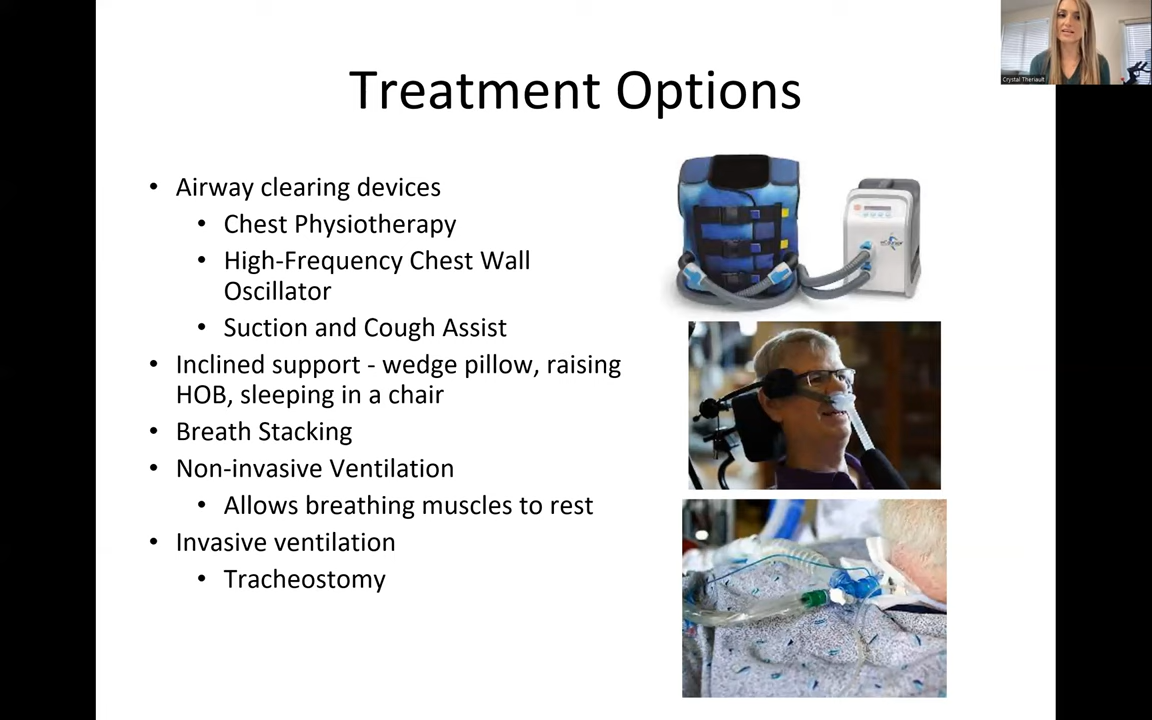 Crystal Theriault
Treatment Options
• Airway clearing devices
• Chest Physiotherapy
• High-Frequency Chest Wall
Oscillator
• Suction and Cough Assist
• Inclined support - wedge pillow, raising
HOB, sleeping in a chair
• Breath Stacking
• Non-invasive Ventilation
• Allows breathing muscles to rest
• Invasive ventilation
• Tracheostomy